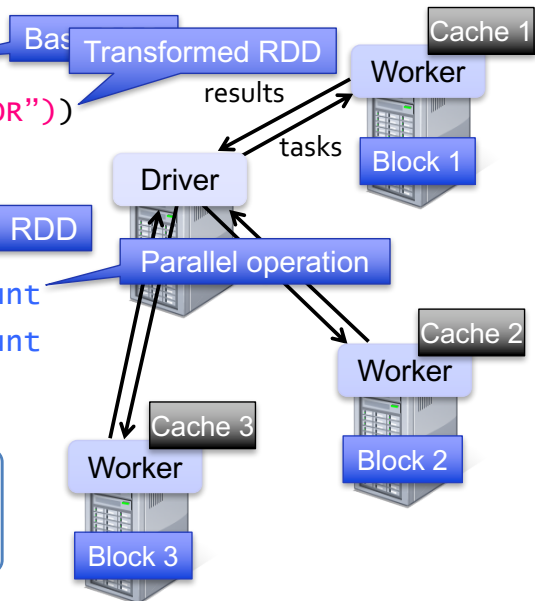 Cache 1
Bas
Transformed RDD
Worker
results
OR”))
tasks
Block 1
Driver
RDD
Parallel operation
unt
Cache 2
unt
Worker
Cache 3
Worker
Block 2
Block 3